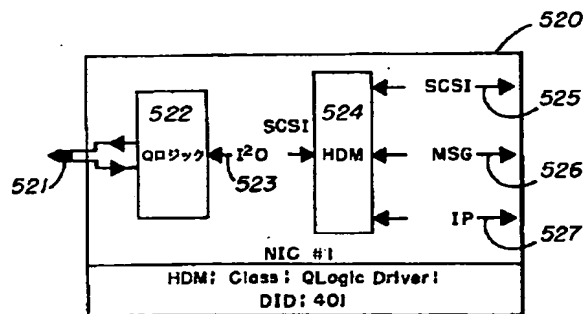 520
522
Qロジック
521
I²O
523
SCSI
524
HDM
SCSI
525
MSG
526
IP
527
NIC #1
HDM; Class; QLogic Driver;
DID: 401